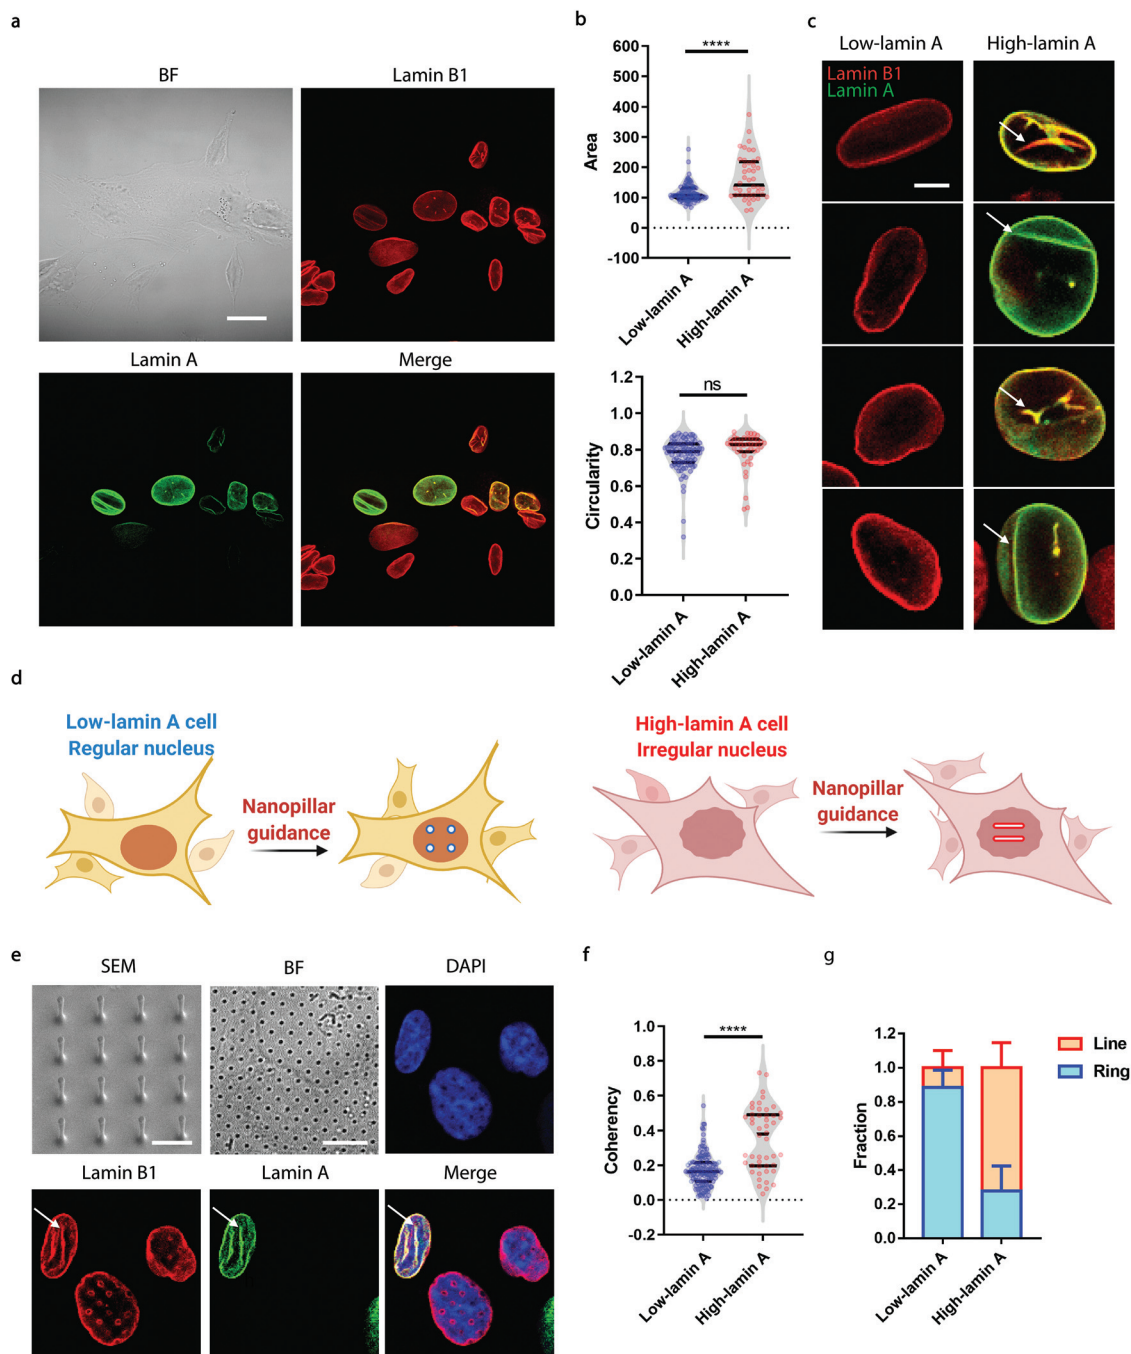 a
BF
Lamin B1
Lamin A
Merge
b
600
500
400
300
200
100
0
-100
Area
****
Low-lamin A
High-lamin A
1.2
1.0
0.8
0.6
0.4
0.2
0.0
Circularity
ns
Low-lamin A
High-lamin A
c
Low-lamin A
High-lamin A
Lamin B1
Lamin A
d
Low-lamin A cell
Regular nucleus
Nanopillar
guidance
High-lamin A cell
Irregular nucleus
Nanopillar
guidance
e
SEM
BF
DAPI
Lamin B1
Lamin A
Merge
f
1.0
0.8
0.6
0.4
0.2
0.0
-0.2
Coherency
****
Low-lamin A
High-lamin A
g
1.2
1.0
0.8
0.6
0.4
0.2
0.0
Fraction
Low-lamin A
High-lamin A
Line
Ring